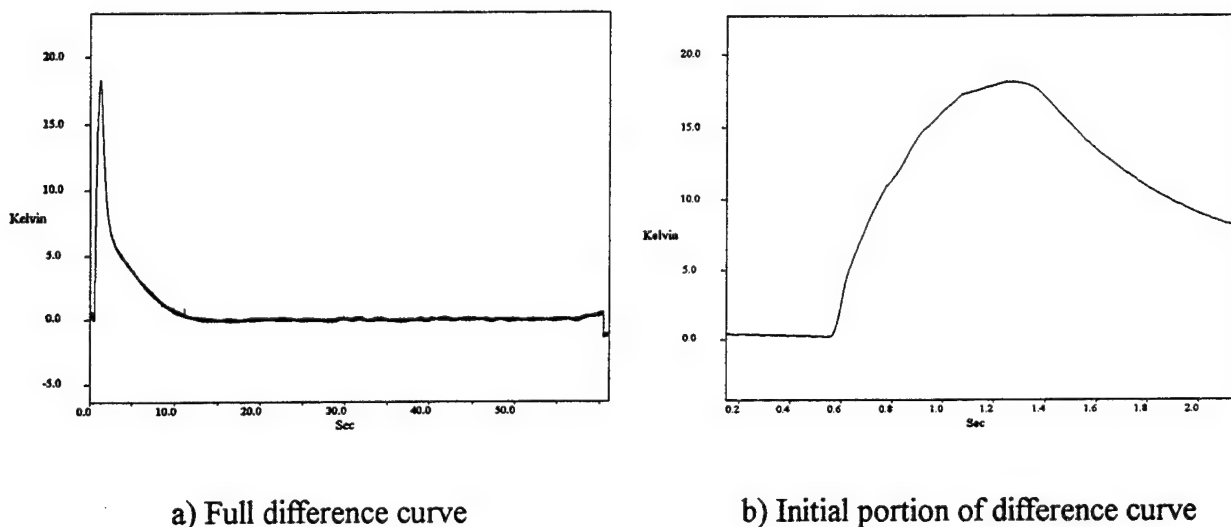 20.0
15.0
10.0
Kelvin
5.0
0.0
-5.0
0.0 10.0 20.0 30.0 40.0 50.0
Sec
a) Full difference curve
20.0
15.0
10.0
Kelvin
5.0
0.0
0.2 0.4 0.6 0.8 1.0 1.2 1.4 1.6 1.8 2.0
Sec
b) Initial portion of difference curve